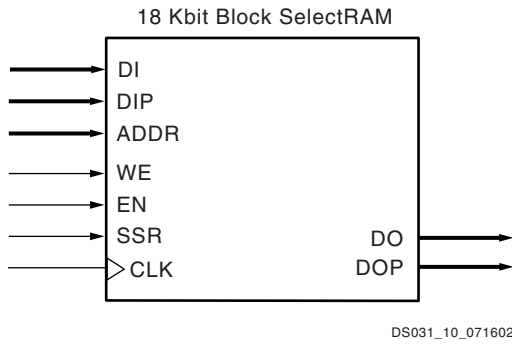 18 Kbit Block SelectRAM
DI
DIP
ADDR
WE
EN
SSR
CLK
DO
DOP
DS031_10_071602